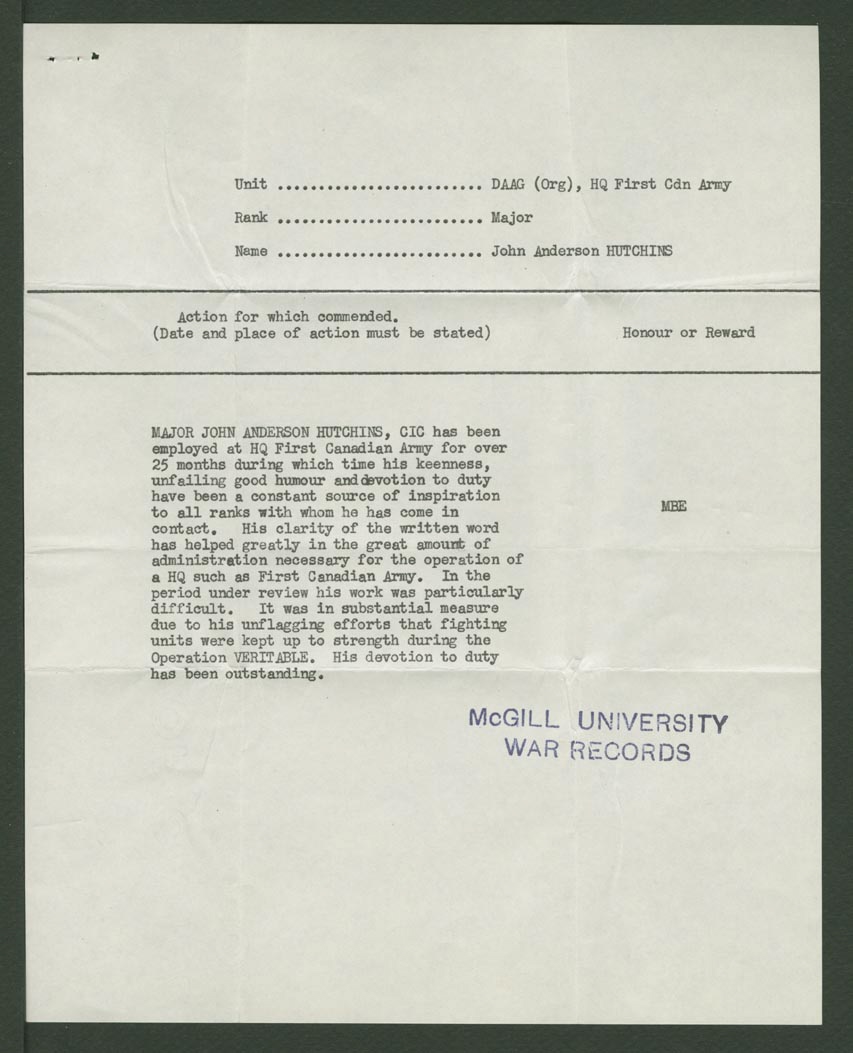 Unit ......................... DAAG (Org), HQ First Cdn Army
Rank ......................... Major
Name ......................... John Anderson HUTCHINS
Action for which commended.
(Date and place of action must be stated)
Honour or Reward
MAJOR JOHN ANDERSON HUTCHINS, CIC has been
employed at HQ First Canadian Army for over
25 months during which time his keenness,
unfailing good humour and devotion to duty
have been a constant source of inspiration
to all ranks with whom he has come in
contact. His clarity of the written word
has helped greatly in the great amount of
administration necessary for the operation of
a HQ such as First Canadian Army. In the
period under review his work was particularly
difficult. It was in substantial measure
due to his unflagging efforts that fighting
units were kept up to strength during the
Operation VERITABLE. His devotion to duty
has been outstanding.
MBE
McGILL UNIVERSITY
WAR RECORDS